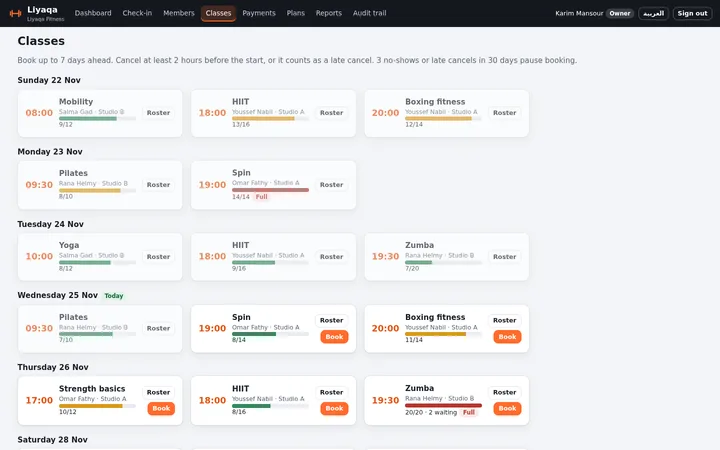 Liyaqa
Liyaqa Fitness
Dashboard Check-in Members Classes Payments Plans Reports Audit trail
Karim Mansour Owner العربية Sign out
Classes
Book up to 7 days ahead. Cancel at least 2 hours before the start, or it counts as a late cancel. 3 no-shows or late cancels in 30 days pause booking.
Sunday 22 Nov
08:00 Mobility
Salma Gad · Studio B
9/12
Roster
18:00 HIIT
Youssef Nabil · Studio A
13/16
Roster
20:00 Boxing fitness
Youssef Nabil · Studio A
12/14
Roster
Monday 23 Nov
09:30 Pilates
Rana Helmy · Studio B
8/10
Roster
19:00 Spin
Omar Fathy · Studio A
14/14 Full
Roster
Tuesday 24 Nov
10:00 Yoga
Salma Gad · Studio B
8/12
Roster
18:00 HIIT
Youssef Nabil · Studio A
9/16
Roster
19:30 Zumba
Rana Helmy · Studio B
7/20
Roster
Wednesday 25 Nov Today
09:30 Pilates
Rana Helmy · Studio B
7/10
Roster
19:00 Spin
Omar Fathy · Studio A
8/14
Roster
Book
20:00 Boxing fitness
Youssef Nabil · Studio A
11/14
Roster
Book
Thursday 26 Nov
17:00 Strength basics
Omar Fathy · Studio A
10/12
Roster
Book
18:00 HIIT
Youssef Nabil · Studio A
8/16
Roster
Book
19:30 Zumba
Rana Helmy · Studio B
20/20 · 2 waiting Full
Roster
Book
Saturday 28 Nov